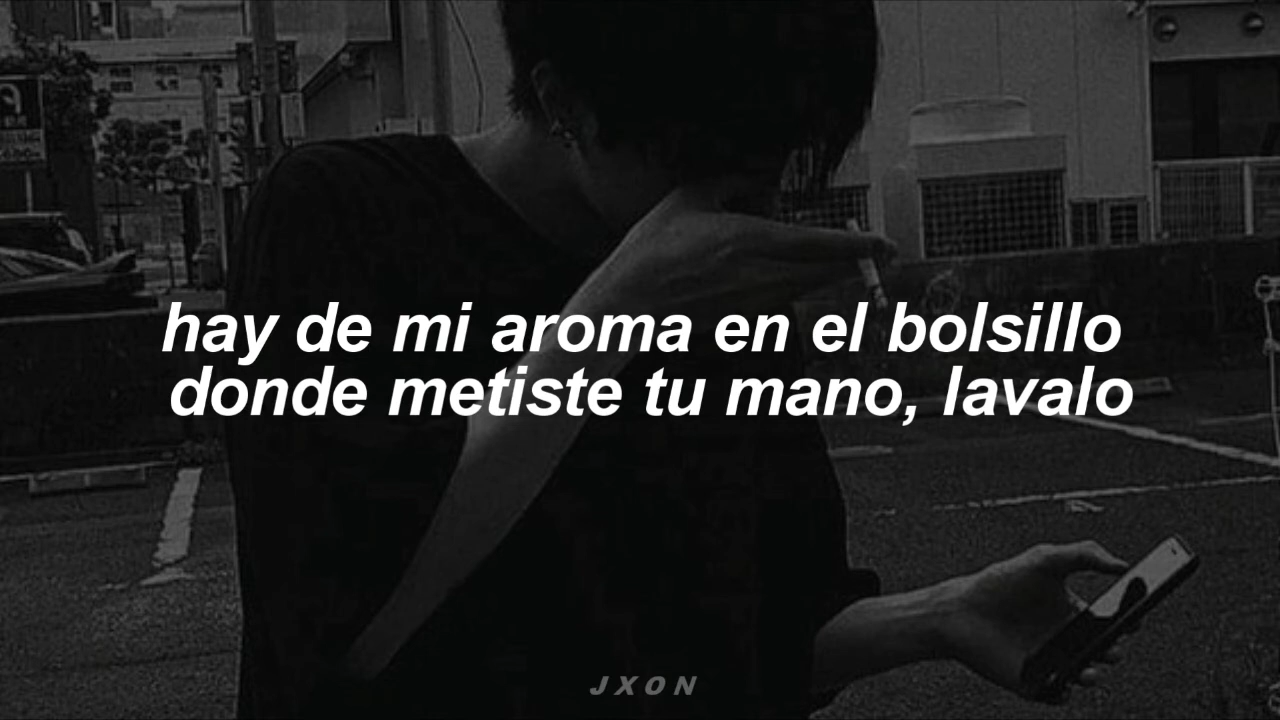 hay de mi aroma en el bolsillo
donde metiste tu mano, lavalo
JXON